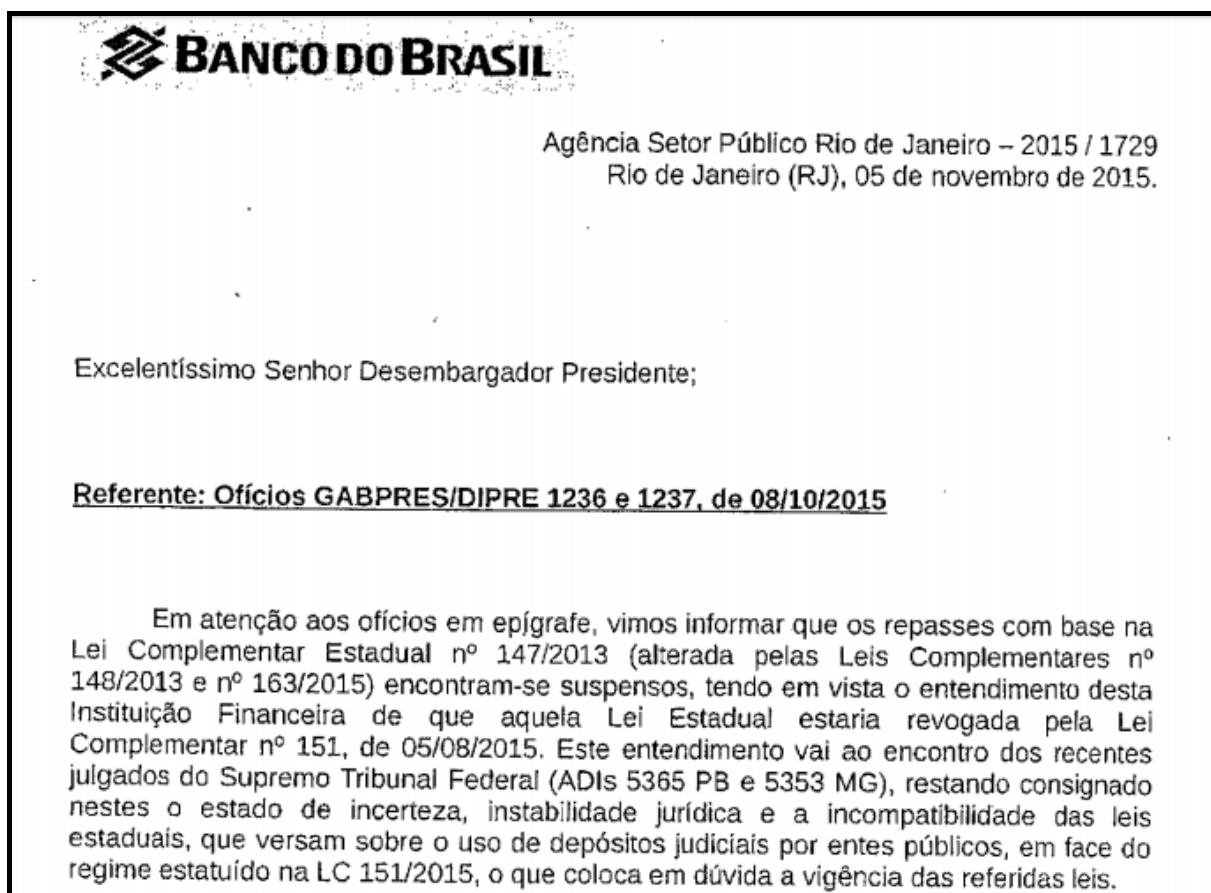 BANCO DO BRASIL
Agência Setor Público Rio de Janeiro – 2015 / 1729
Rio de Janeiro (RJ), 05 de novembro de 2015.
Excelentíssimo Senhor Desembargador Presidente;
Referente: Ofícios GABPRES/DIPRE 1236 e 1237, de 08/10/2015
Em atenção aos ofícios em epígrafe, vimos informar que os repasses com base na
Lei Complementar Estadual nº 147/2013 (alterada pelas Leis Complementares nº
148/2013 e nº 163/2015) encontram-se suspensos, tendo em vista o entendimento desta
Instituição Financeira de que aquela Lei Estadual estaria revogada pela Lei
Complementar nº 151, de 05/08/2015. Este entendimento vai ao encontro dos recentes
julgados do Supremo Tribunal Federal (ADIs 5365 PB e 5353 MG), restando consignado
nestes o estado de incerteza, instabilidade jurídica e a incompatibilidade das leis
estaduais, que versam sobre o uso de depósitos judiciais por entes públicos, em face do
regime estatuído na LC 151/2015, o que coloca em dúvida a vigência das referidas leis.